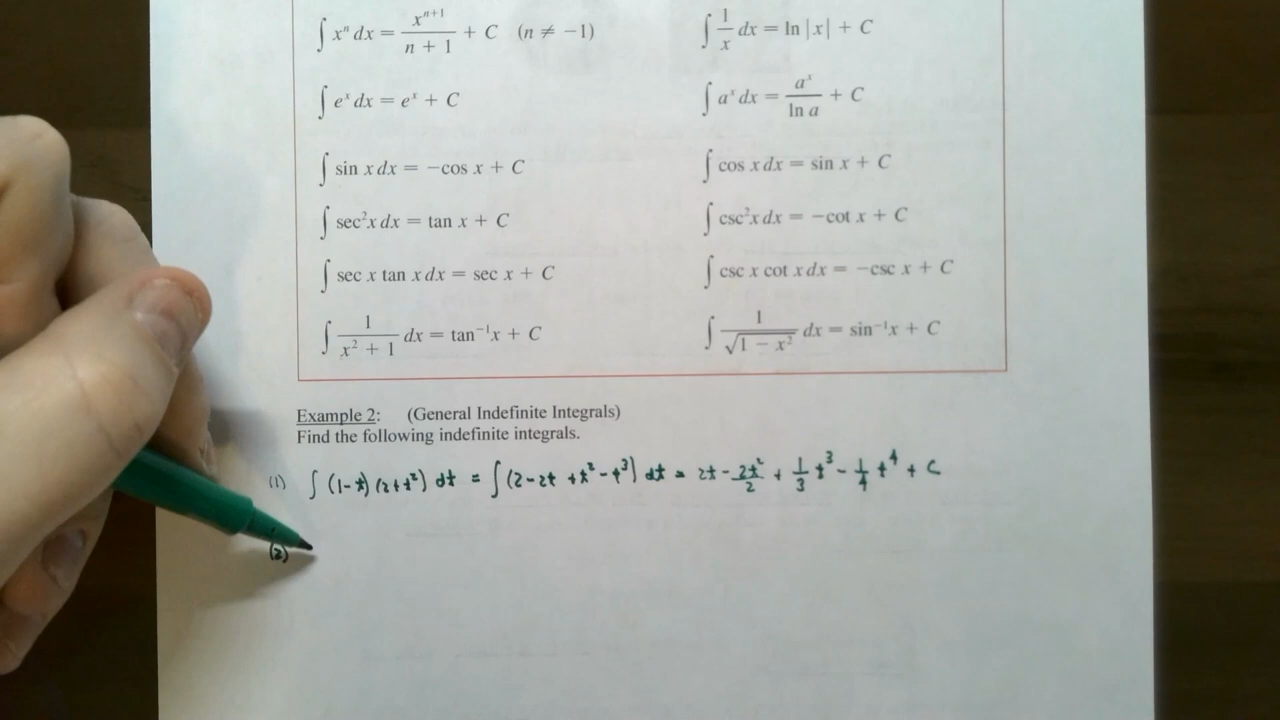 ∫ xⁿ dx = xⁿ⁺¹/(n + 1) + C (n ≠ −1) ∫ 1/x dx = ln |x| + C
∫ eˣ dx = eˣ + C ∫ aˣ dx = aˣ/ln a + C
∫ sin x dx = −cos x + C ∫ cos x dx = sin x + C
∫ sec²x dx = tan x + C ∫ csc²x dx = −cot x + C
∫ sec x tan x dx = sec x + C ∫ csc x cot x dx = −csc x + C
∫ 1/(x² + 1) dx = tan⁻¹x + C ∫ 1/√(1 − x²) dx = sin⁻¹x + C
Example 2: (General Indefinite Integrals)
Find the following indefinite integrals.
(1) ∫ (1-t)(2+t²) dt = ∫ (2-2t+t²-t³) dt = 2t - 2t²/2 + 1/3 t³ - 1/4 t⁴ + C
(2)